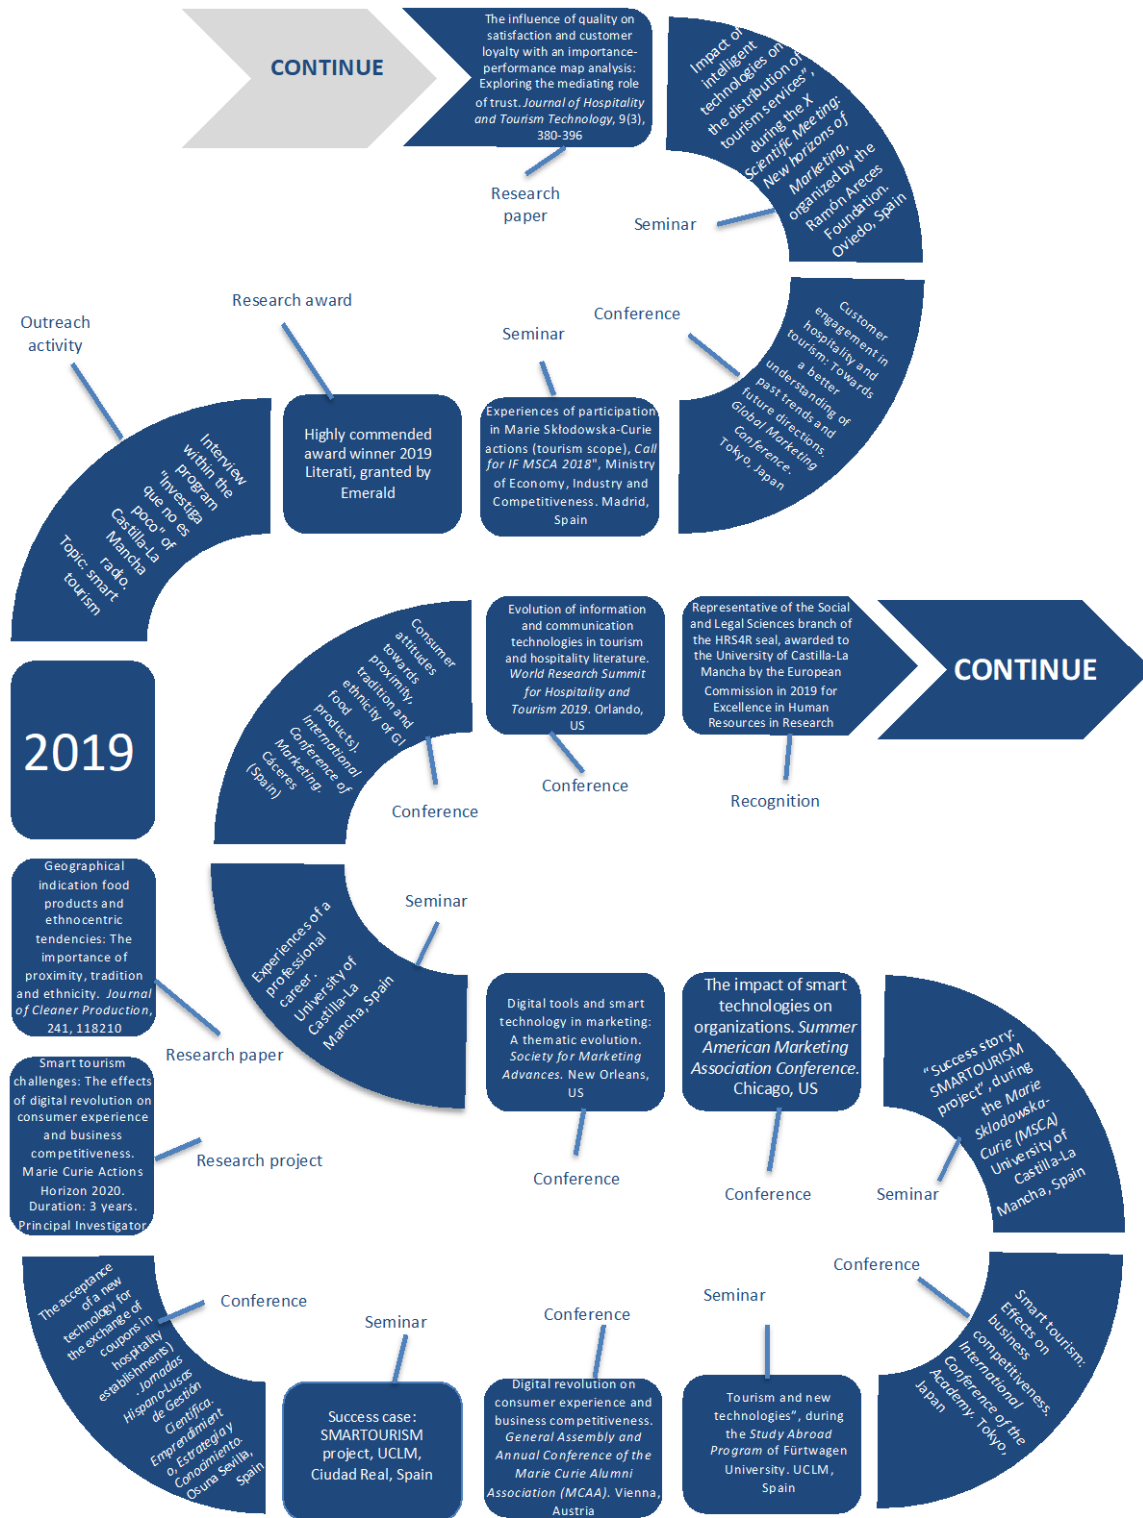 CONTINUE
The influence of quality on
satisfaction and customer
loyalty with an importance-
performance map analysis:
Exploring the mediating role
of trust. Journal of Hospitality
and Tourism Technology, 9(3),
380-396
Research
paper
Impact of
intelligent
technologies on
the distribution of
tourism services”,
during the X
Scientific Meeting:
New horizons of
Marketing,
organized by the
Ramón Areces
Foundation.
Oviedo, Spain
Seminar
Conference
Customer
engagement in
hospitality and
tourism: Towards
a better
understanding of
past trends and
future directions.
Global Marketing
Conference.
Tokyo, Japan
Seminar
Experiences of participation
in Marie Skłodowska-Curie
actions (tourism scope), Call
for IF MSCA 2018", Ministry
of Economy, Industry and
Competitiveness. Madrid,
Spain
Research award
Highly commended
award winner 2019
Literati, granted by
Emerald
Outreach
activity
Interview
within the
program
"Investiga
que no es
poco" of
Castilla-La
Mancha
radio.
Topic: smart
tourism
2019
Geographical
indication food
products and
ethnocentric
tendencies: The
importance of
proximity, tradition
and ethnicity. Journal
of Cleaner Production,
241, 118210
Research paper
Smart tourism
challenges: The effects
of digital revolution on
consumer experience
and business
competitiveness.
Marie Curie Actions
Horizon 2020.
Duration: 3 years.
Principal Investigator
Research project
The acceptance
of a new
technology for
the exchange of
coupons in
hospitality
establishments)
. Jornadas
Hispano-Lusas
de Gestión
Científica.
Emprendimient
o, Estrategia y
Conocimiento.
Osuna Sevilla,
Spain
Conference
Seminar
Success case:
SMARTOURISM
project, UCLM,
Ciudad Real, Spain
Conference
Digital revolution on
consumer experience and
business competitiveness.
General Assembly and
Annual Conference of the
Marie Curie Alumni
Association (MCAA). Vienna,
Austria
Seminar
Tourism and new
technologies”, during
the Study Abroad
Program of Fürtwagen
University. UCLM,
Spain
Conference
Smart tourism:
Effects on
business
competitiveness.
International
Conference of the
Academy. Tokyo,
Japan
Seminar
“Success story:
SMARTOURISM
project”, during
the Marie
Sklodowska-
Curie (MSCA)
University of
Castilla-La
Mancha, Spain
The impact of smart
technologies on
organizations. Summer
American Marketing
Association Conference.
Chicago, US
Conference
Digital tools and smart
technology in marketing:
A thematic evolution.
Society for Marketing
Advances. New Orleans,
US
Conference
Seminar
Experiences of a
professional
career .
University of
Castilla-La
Mancha, Spain
Consumer
attitudes
towards
proximity,
tradition and
ethnicity of GI
food
products).
International
Conference of
Marketing.
Cáceres
(Spain)
Conference
Evolution of information
and communication
technologies in tourism
and hospitality literature.
World Research Summit
for Hospitality and
Tourism 2019. Orlando,
US
Conference
Representative of the Social
and Legal Sciences branch of
the HRS4R seal, awarded to
the University of Castilla-La
Mancha by the European
Commission in 2019 for
Excellence in Human
Resources in Research
Recognition
CONTINUE